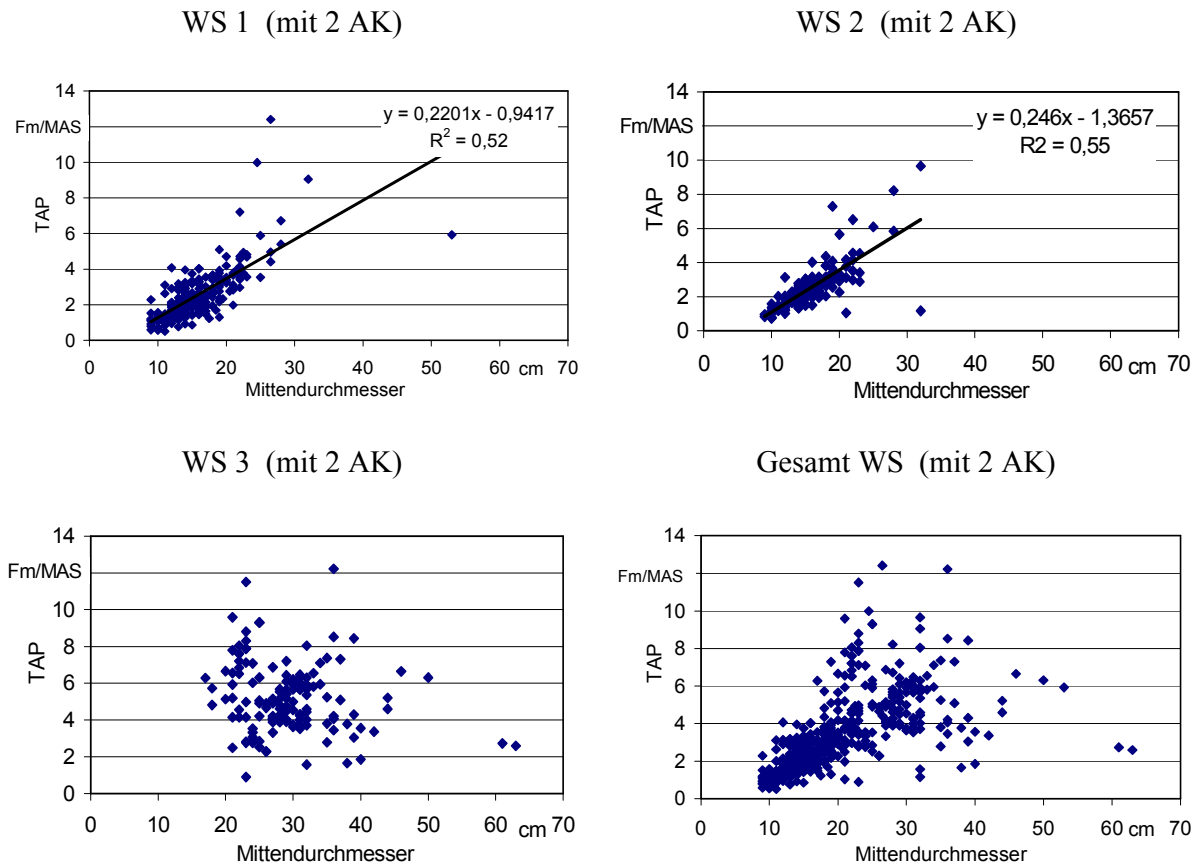 WS 1 (mit 2 AK)
14
Fm/MAS
12
10
8
6
4
2
0
TAP
y = 0,2201x - 0,9417
R² = 0,52
0 10 20 30 40 50 60 cm 70
Mittendurchmesser
WS 2 (mit 2 AK)
14
Fm/MAS
12
10
8
6
4
2
0
TAP
y = 0,246x - 1,3657
R2 = 0,55
0 10 20 30 40 50 60 cm 70
Mittendurchmesser
WS 3 (mit 2 AK)
14
Fm/MAS
12
10
8
6
4
2
0
TAP
0 10 20 30 40 50 60 cm 70
Mittendurchmesser
Gesamt WS (mit 2 AK)
14
Fm/MAS
12
10
8
6
4
2
0
TAP
0 10 20 30 40 50 60 cm 70
Mittendurchmesser